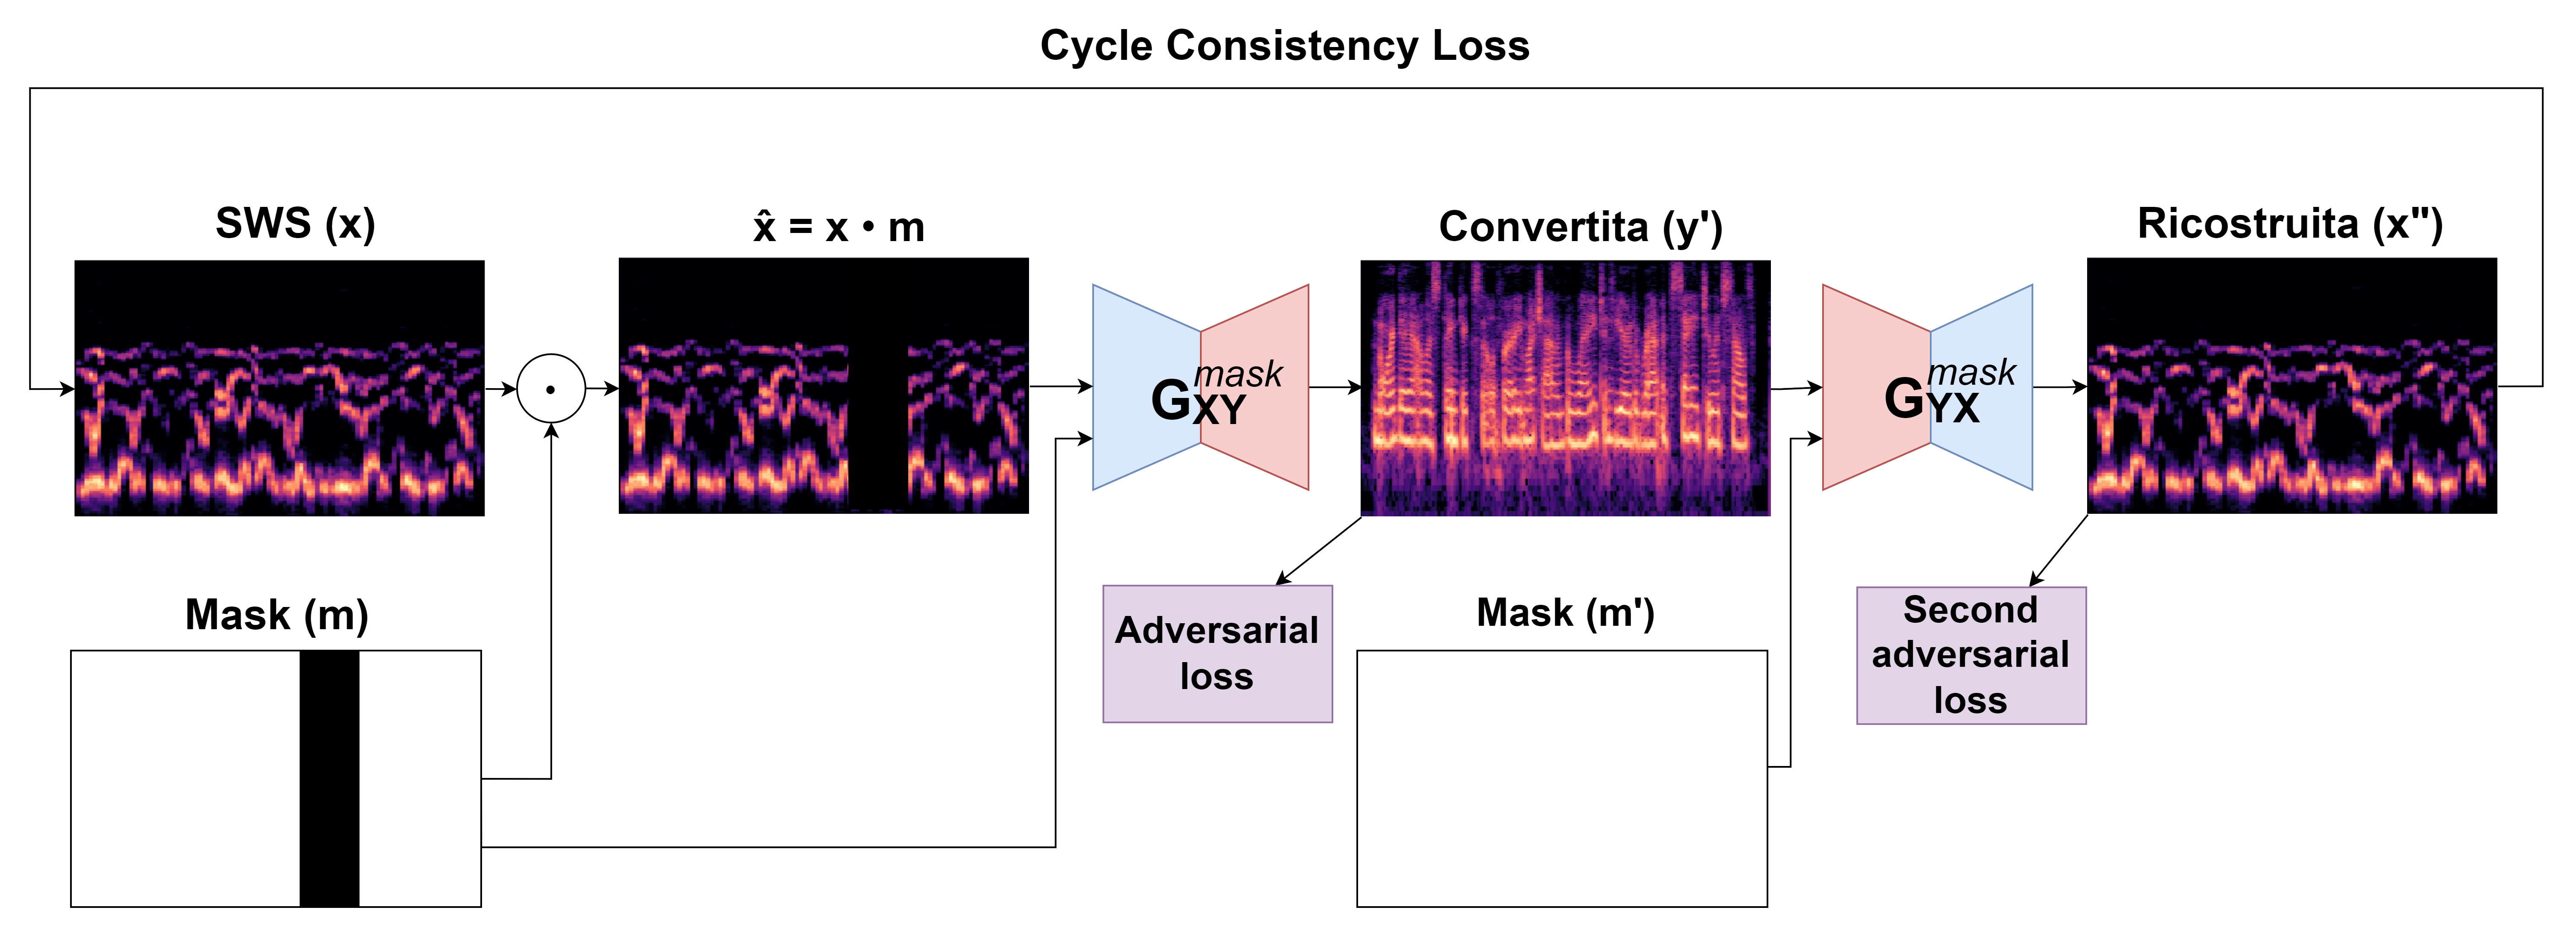 Cycle Consistency Loss
SWS (x)
x̂ = x • m
Convertita (y')
Ricostruita (x")
G XY mask
G YX mask
Mask (m)
Adversarial
loss
Mask (m')
Second
adversarial
loss